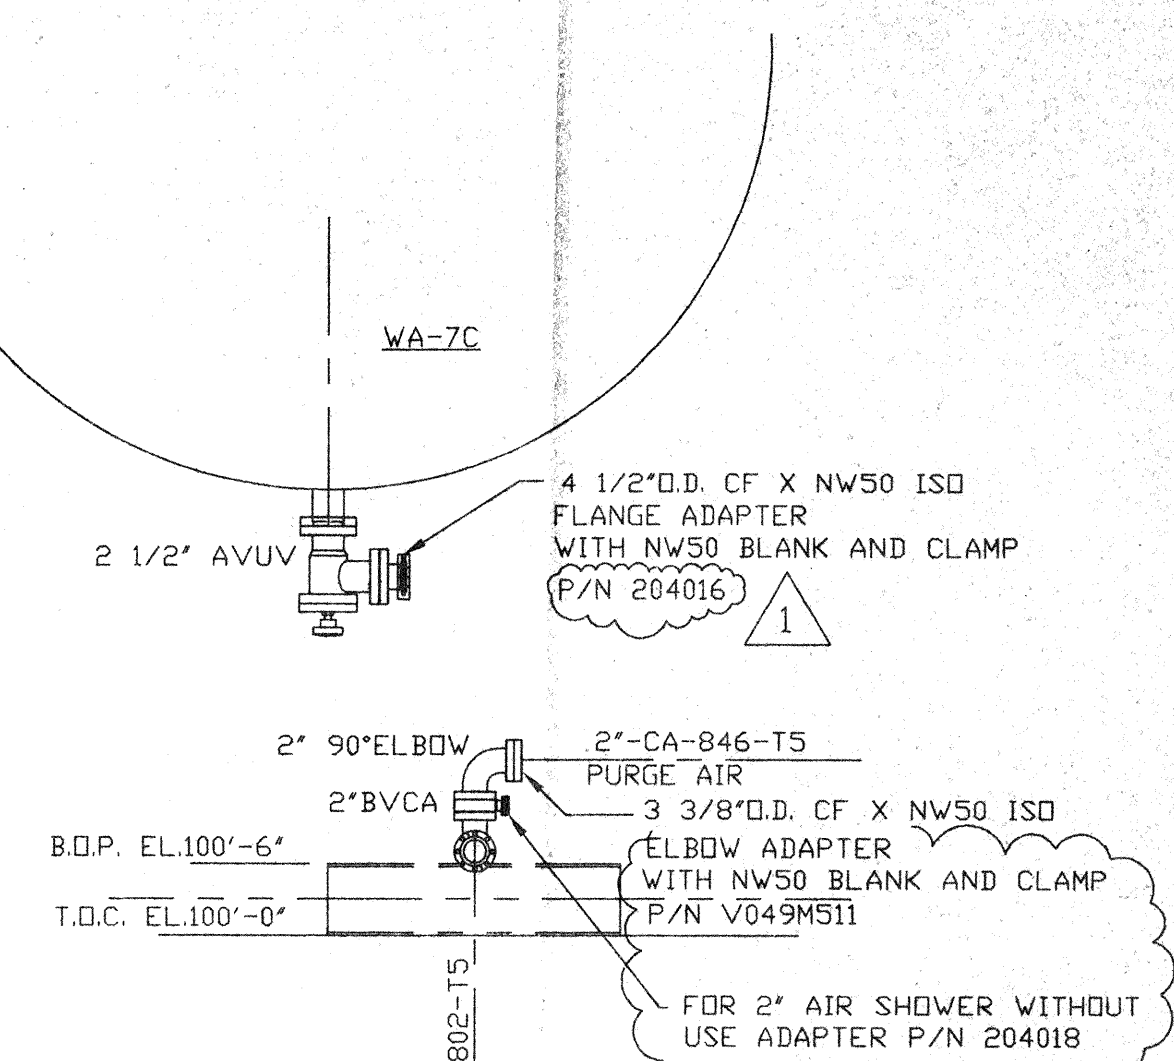 WA-7C
4 1/2"O.D. CF X NW50 ISO
FLANGE ADAPTER
WITH NW50 BLANK AND CLAMP
P/N 204016
1
2 1/2" AVUV
2" 90°ELBOW
2"-CA-846-T5
PURGE AIR
2"BVCA
3 3/8"O.D. CF X NW50 ISO
ELBOW ADAPTER
WITH NW50 BLANK AND CLAMP
P/N V049M511
B.O.P. EL.100'-6"
T.O.C. EL.100'-0"
802-T5
FOR 2" AIR SHOWER WITHOUT
USE ADAPTER P/N 204018